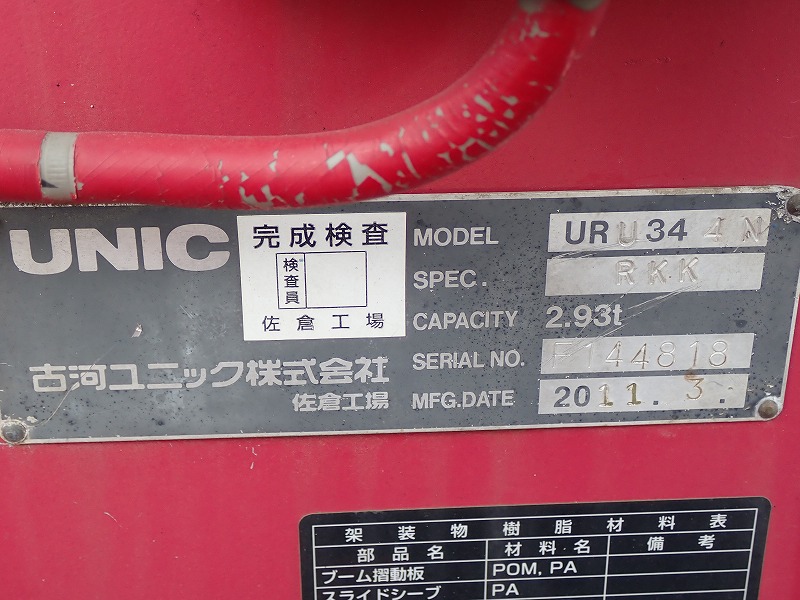 UNIC
完成検査
検査員
佐倉工場
MODEL URU344N
SPEC. RKK
CAPACITY 2.93t
SERIAL NO. F144818
MFG.DATE 2011. 3.
古河ユニック株式会社
佐倉工場
架装物樹脂材料表
部品名 材料名 備考
ブーム摺動板 POM, PA
スライドシーブ PA